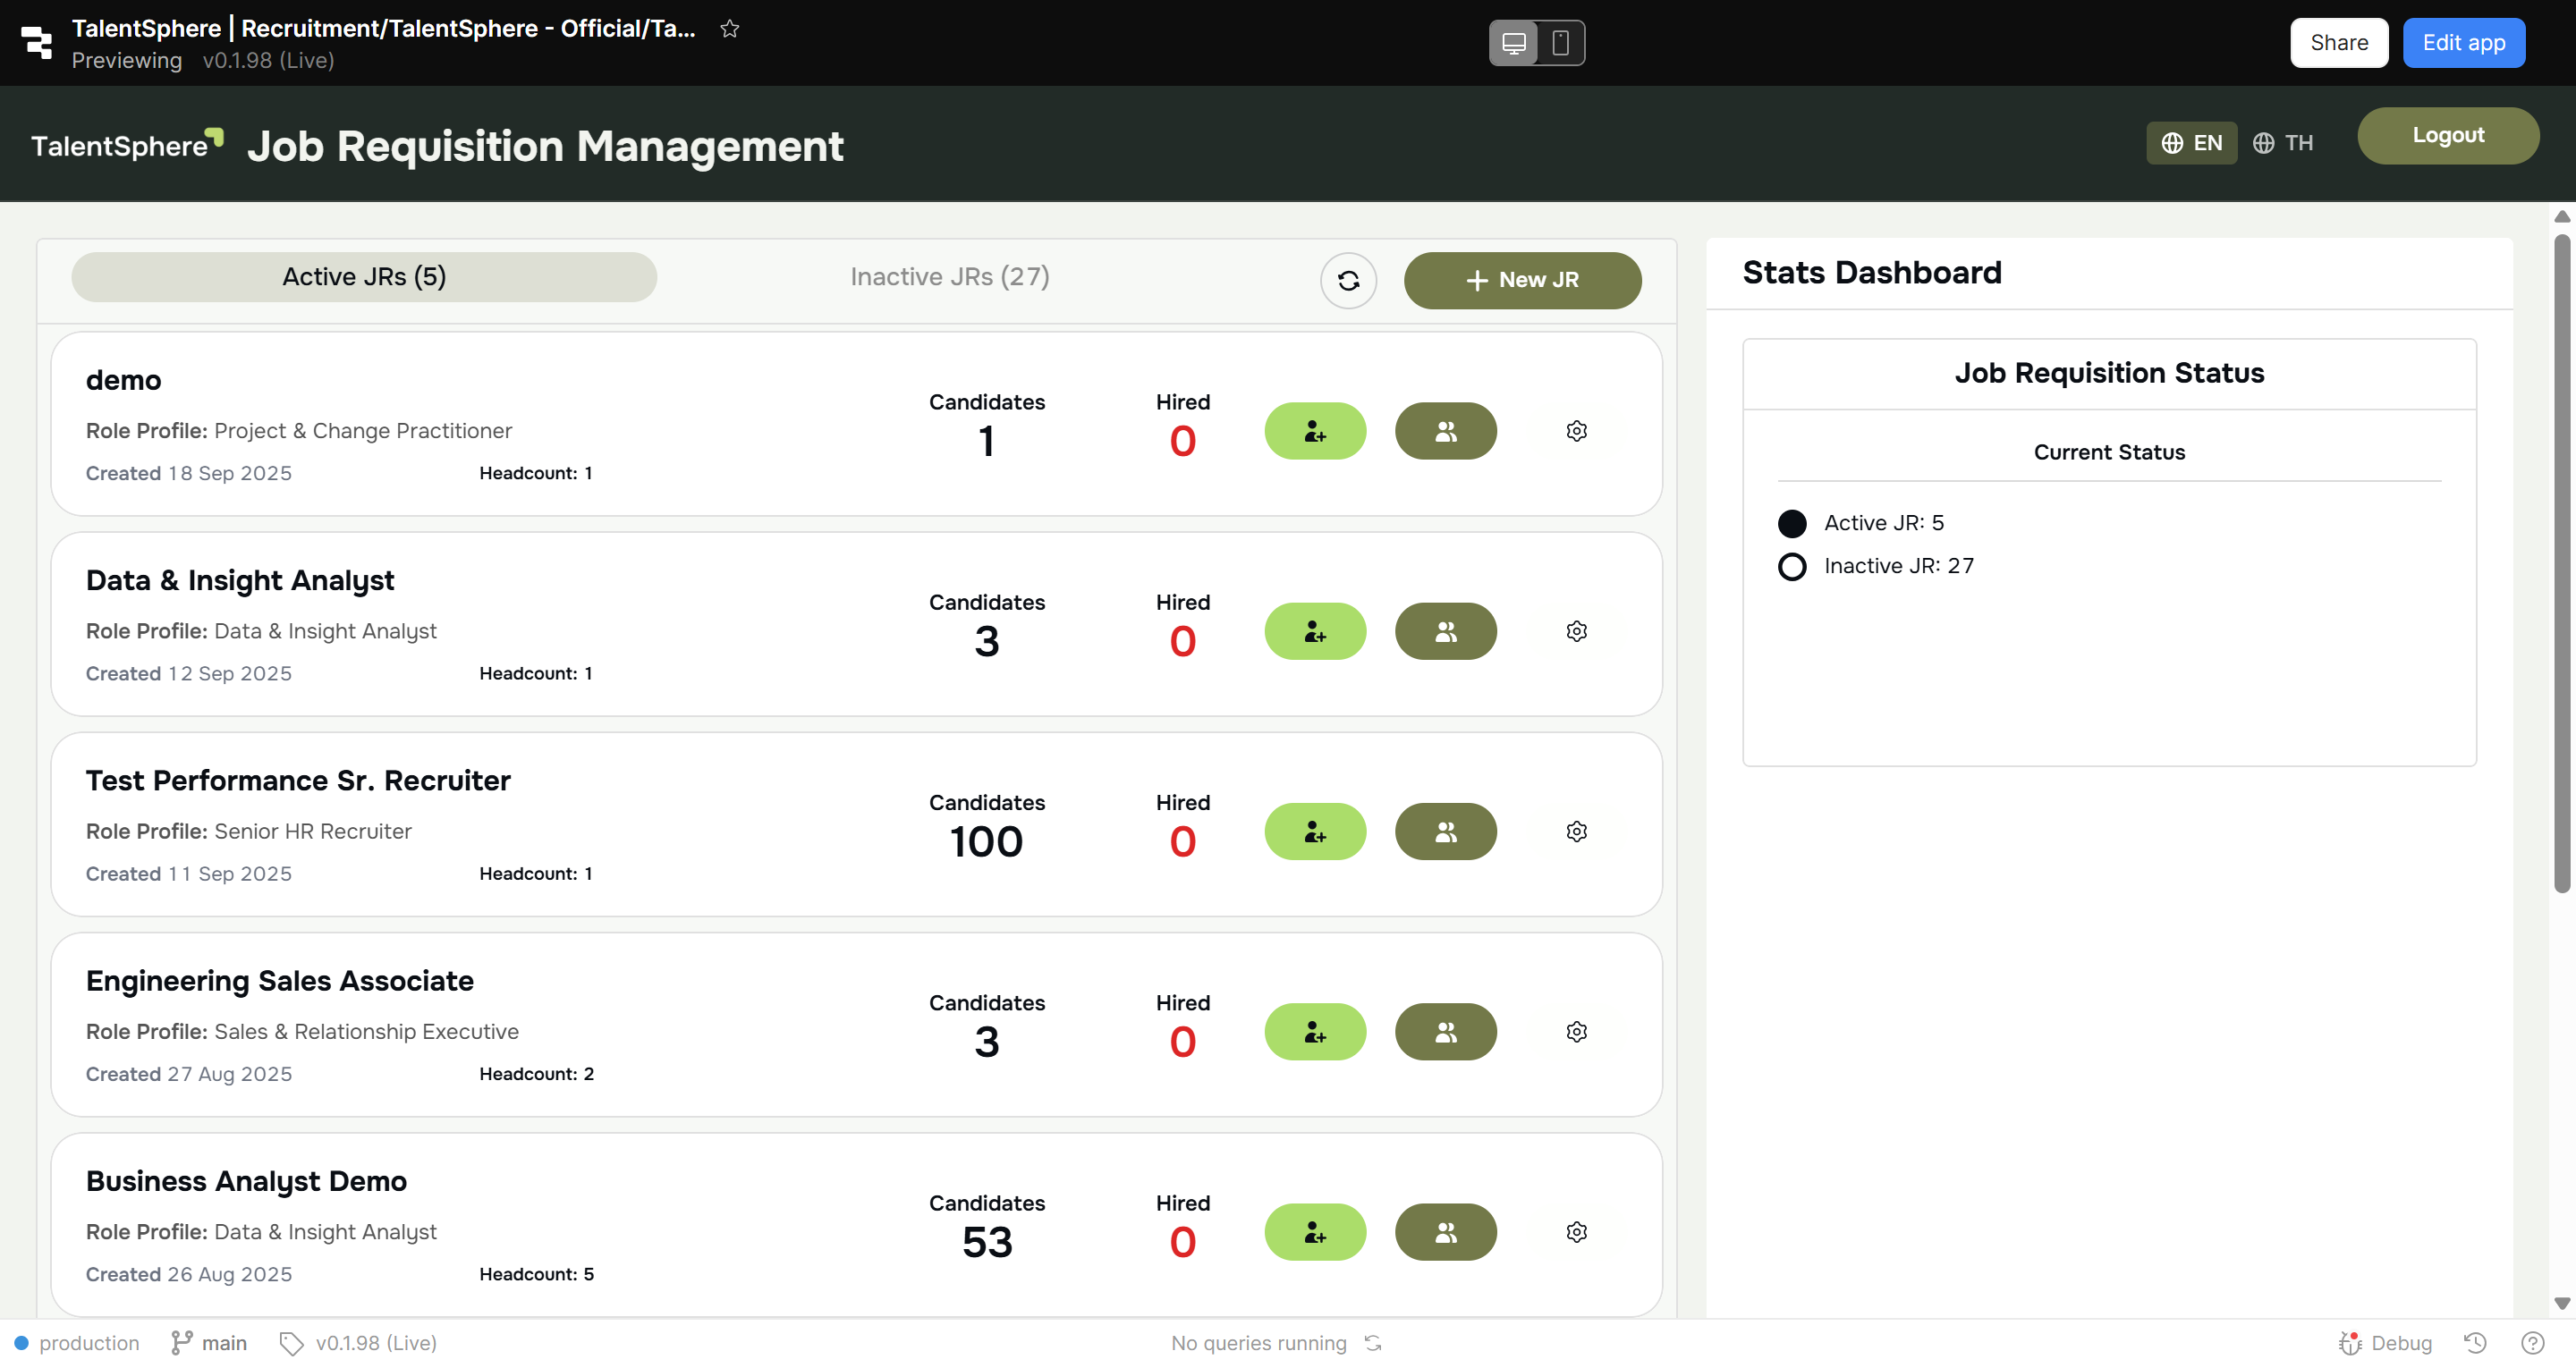 TalentSphere | Recruitment/TalentSphere - Official/Ta...
Previewing v0.1.98 (Live)
Share
Edit app
TalentSphere
Job Requisition Management
EN
TH
Logout
Active JRs (5)
Inactive JRs (27)
New JR
demo
Role Profile: Project & Change Practitioner
Created 18 Sep 2025
Headcount: 1
Candidates
1
Hired
0
Data & Insight Analyst
Role Profile: Data & Insight Analyst
Created 12 Sep 2025
Headcount: 1
Candidates
3
Hired
0
Test Performance Sr. Recruiter
Role Profile: Senior HR Recruiter
Created 11 Sep 2025
Headcount: 1
Candidates
100
Hired
0
Engineering Sales Associate
Role Profile: Sales & Relationship Executive
Created 27 Aug 2025
Headcount: 2
Candidates
3
Hired
0
Business Analyst Demo
Role Profile: Data & Insight Analyst
Created 26 Aug 2025
Headcount: 5
Candidates
53
Hired
0
Stats Dashboard
Job Requisition Status
Current Status
Active JR: 5
Inactive JR: 27
production
main
v0.1.98 (Live)
No queries running
Debug